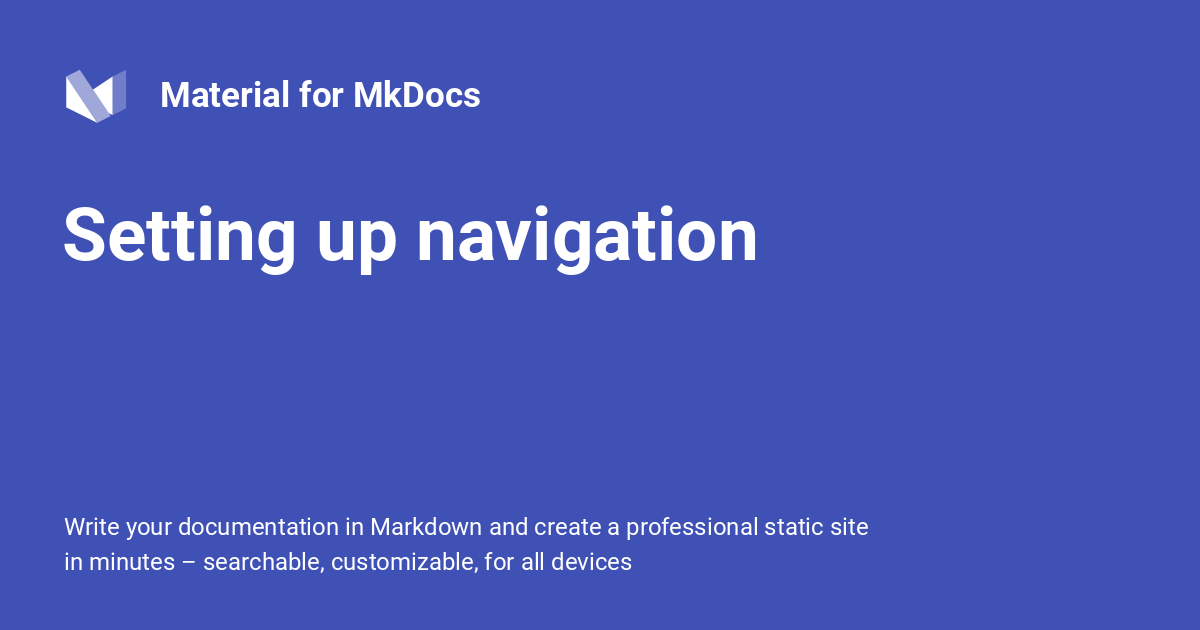 Material for MkDocs
Setting up navigation
Write your documentation in Markdown and create a professional static site
in minutes – searchable, customizable, for all devices